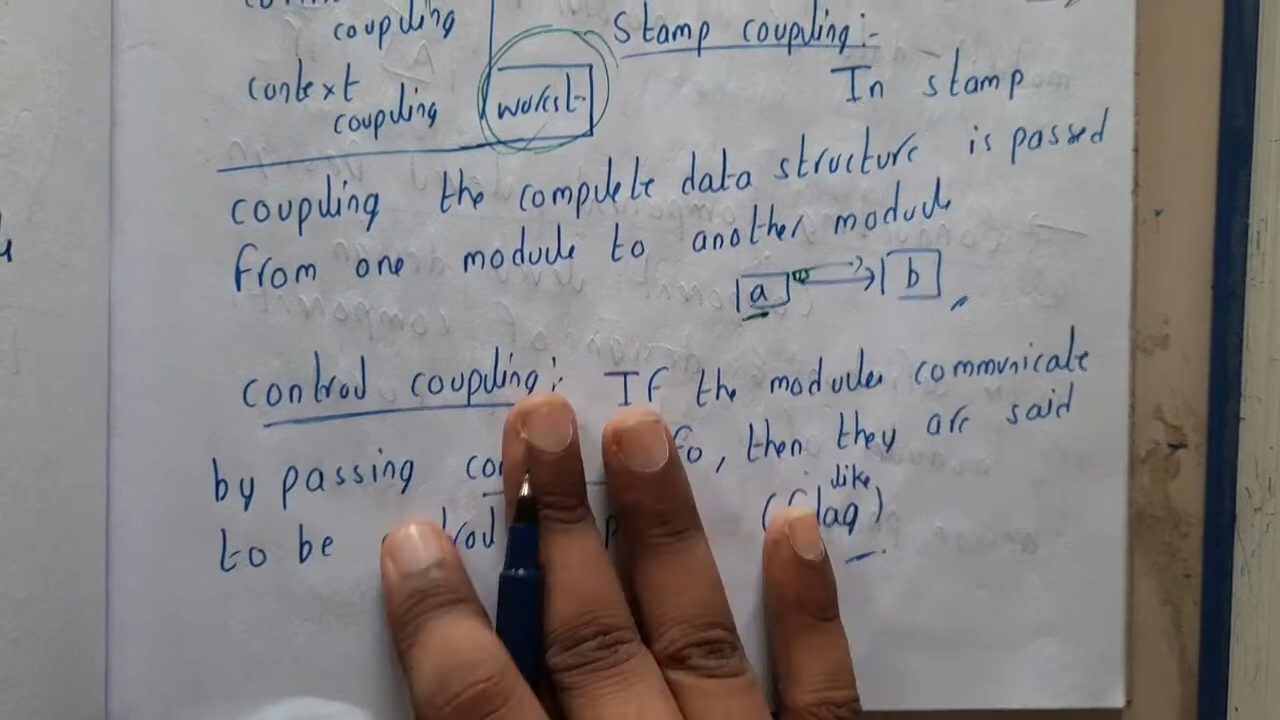 coupling
context
coupling
worst
Stamp coupling:-
In stamp
coupling the complete data structure is passed
from one module to another module
a b
control coupling: If the modules communicate
by passing fo, then they are said
to be like
(flag)